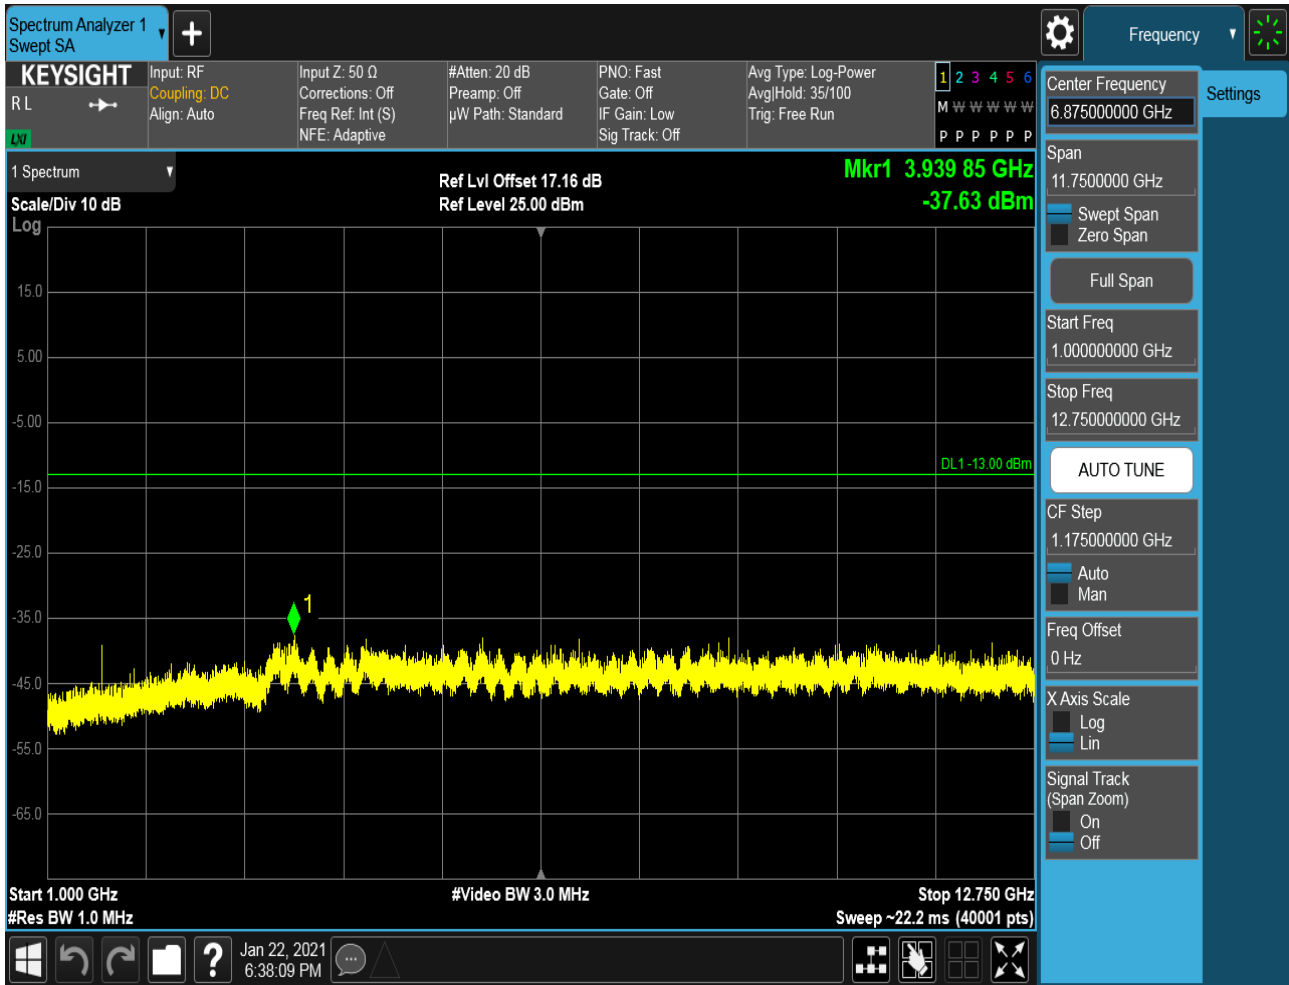 Spectrum Analyzer 1
Swept SA
Frequency
KEYSIGHT
R L
LXI
Input: RF
Coupling: DC
Align: Auto
Input Z: 50 Ω
Corrections: Off
Freq Ref: Int (S)
NFE: Adaptive
#Atten: 20 dB
Preamp: Off
µW Path: Standard
PNO: Fast
Gate: Off
IF Gain: Low
Sig Track: Off
Avg Type: Log-Power
Avg|Hold: 35/100
Trig: Free Run
1 2 3 4 5 6
M W W W W W
P P P P P P
1 Spectrum
Scale/Div 10 dB
Log
Ref Lvl Offset 17.16 dB
Ref Level 25.00 dBm
Mkr1 3.939 85 GHz
-37.63 dBm
15.0
5.00
-5.00
DL1 -13.00 dBm
-15.0
-25.0
1
-35.0
-45.0
-55.0
-65.0
Start 1.000 GHz
#Video BW 3.0 MHz
Stop 12.750 GHz
#Res BW 1.0 MHz
Sweep ~22.2 ms (40001 pts)
?
Jan 22, 2021
6:38:09 PM
Center Frequency
6.875000000 GHz
Settings
Span
11.7500000 GHz
Swept Span
Zero Span
Full Span
Start Freq
1.000000000 GHz
Stop Freq
12.750000000 GHz
AUTO TUNE
CF Step
1.175000000 GHz
Auto
Man
Freq Offset
0 Hz
X Axis Scale
Log
Lin
Signal Track
(Span Zoom)
On
Off